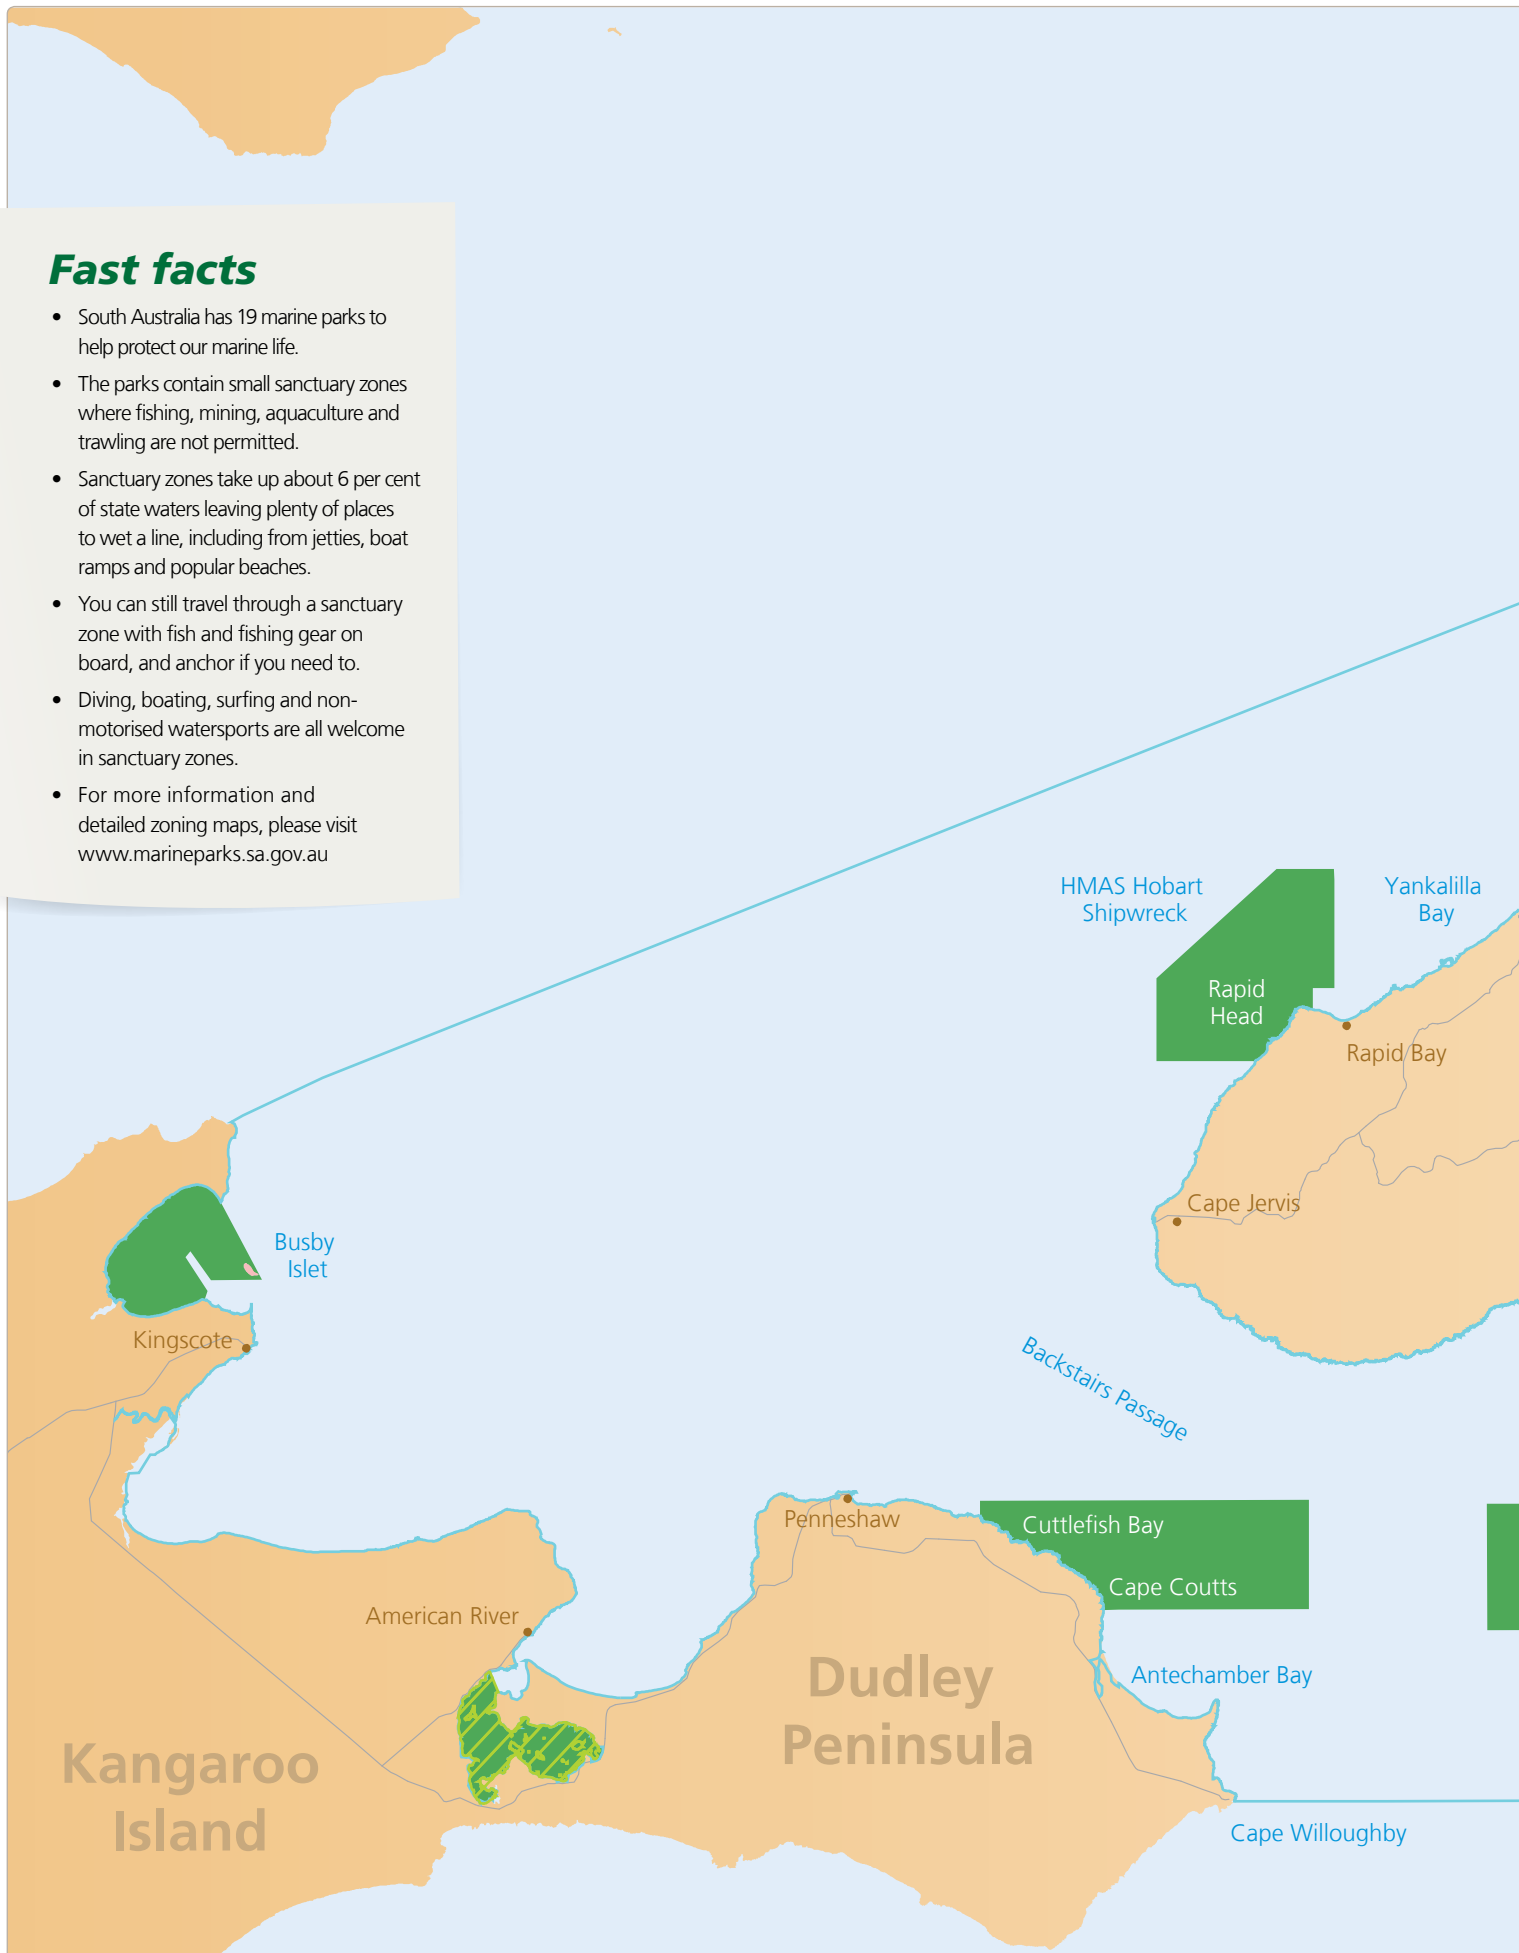 Fast facts
• South Australia has 19 marine parks to
help protect our marine life.
• The parks contain small sanctuary zones
where fishing, mining, aquaculture and
trawling are not permitted.
• Sanctuary zones take up about 6 per cent
of state waters leaving plenty of places
to wet a line, including from jetties, boat
ramps and popular beaches.
• You can still travel through a sanctuary
zone with fish and fishing gear on
board, and anchor if you need to.
• Diving, boating, surfing and non-
motorised watersports are all welcome
in sanctuary zones.
• For more information and
detailed zoning maps, please visit
www.marineparks.sa.gov.au
HMAS Hobart
Shipwreck
Yankalilla
Bay
Rapid
Head
Rapid Bay
Cape Jervis
Busby
Islet
Kingscote
Backstairs Passage
Penneshaw
Cuttlefish Bay
Cape Coutts
American River
Antechamber Bay
Dudley
Peninsula
Kangaroo
Island
Cape Willoughby